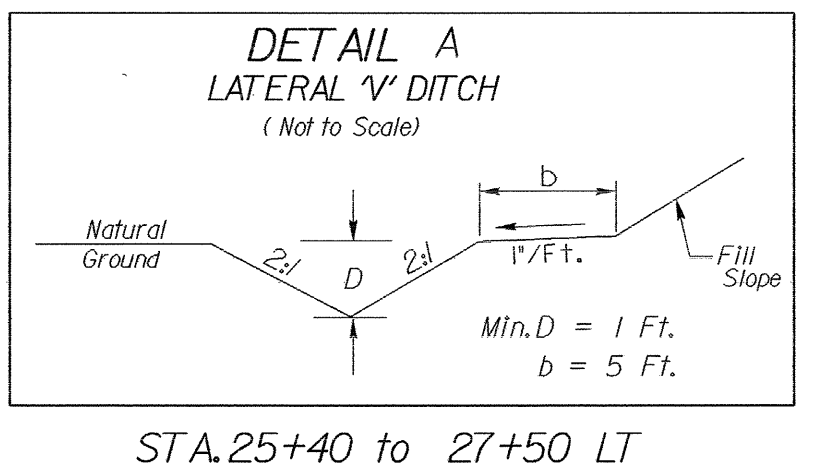 DETAIL A
LATERAL 'V' DITCH
( Not to Scale)
b
Natural
Ground
2:1
D
2:1
1"/Ft.
Fill
Slope
Min. D = 1 Ft.
b = 5 Ft.
STA. 25+40 to 27+50 LT